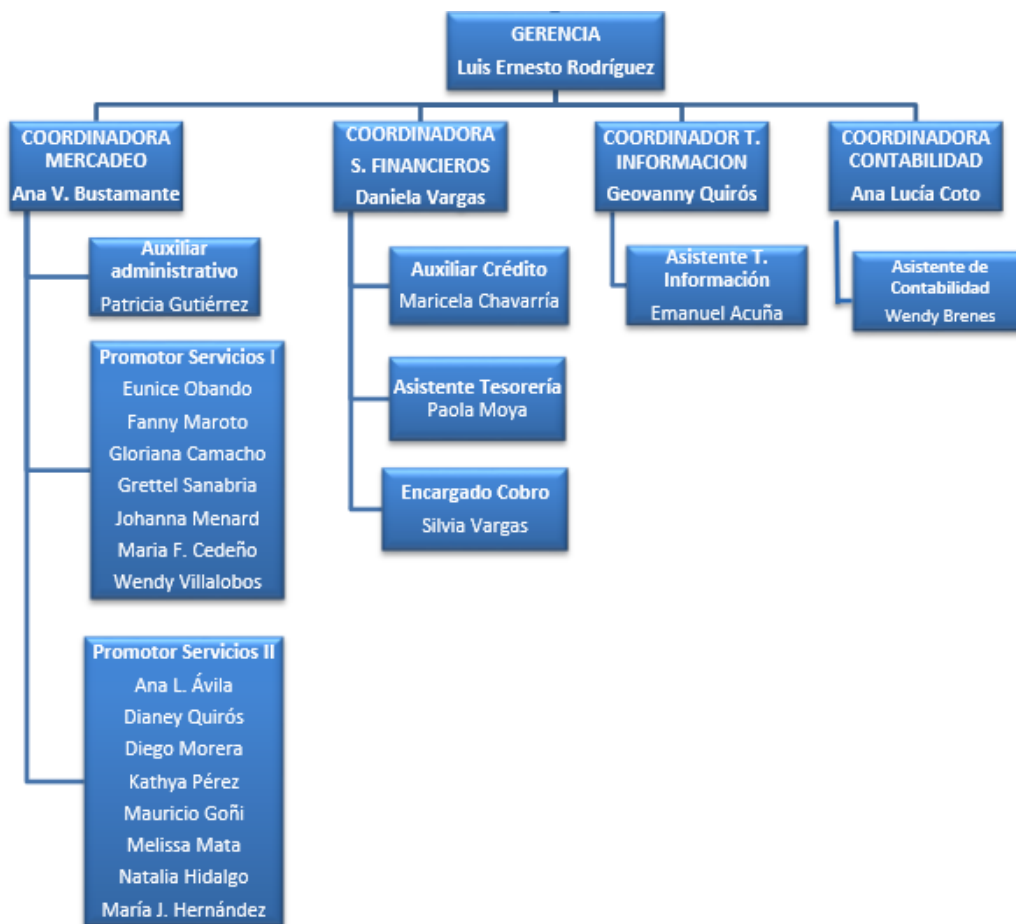 GERENCIA
Luis Ernesto Rodríguez
COORDINADORA
MERCADEO
Ana V. Bustamante
Auxiliar
administrativo
Patricia Gutiérrez
Promotor Servicios I
Eunice Obando
Fanny Maroto
Gloriana Camacho
Grettel Sanabria
Johanna Menard
Maria F. Cedeño
Wendy Villalobos
Promotor Servicios II
Ana L. Ávila
Dianey Quirós
Diego Morera
Kathya Pérez
Mauricio Goñi
Melissa Mata
Natalia Hidalgo
María J. Hernández
COORDINADORA
S. FINANCIEROS
Daniela Vargas
Auxiliar Crédito
Maricela Chavarría
Asistente Tesorería
Paola Moya
Encargado Cobro
Silvia Vargas
COORDINADOR T.
INFORMACION
Geovanny Quirós
Asistente T.
Información
Emanuel Acuña
COORDINADORA
CONTABILIDAD
Ana Lucía Coto
Asistente de
Contabilidad
Wendy Brenes